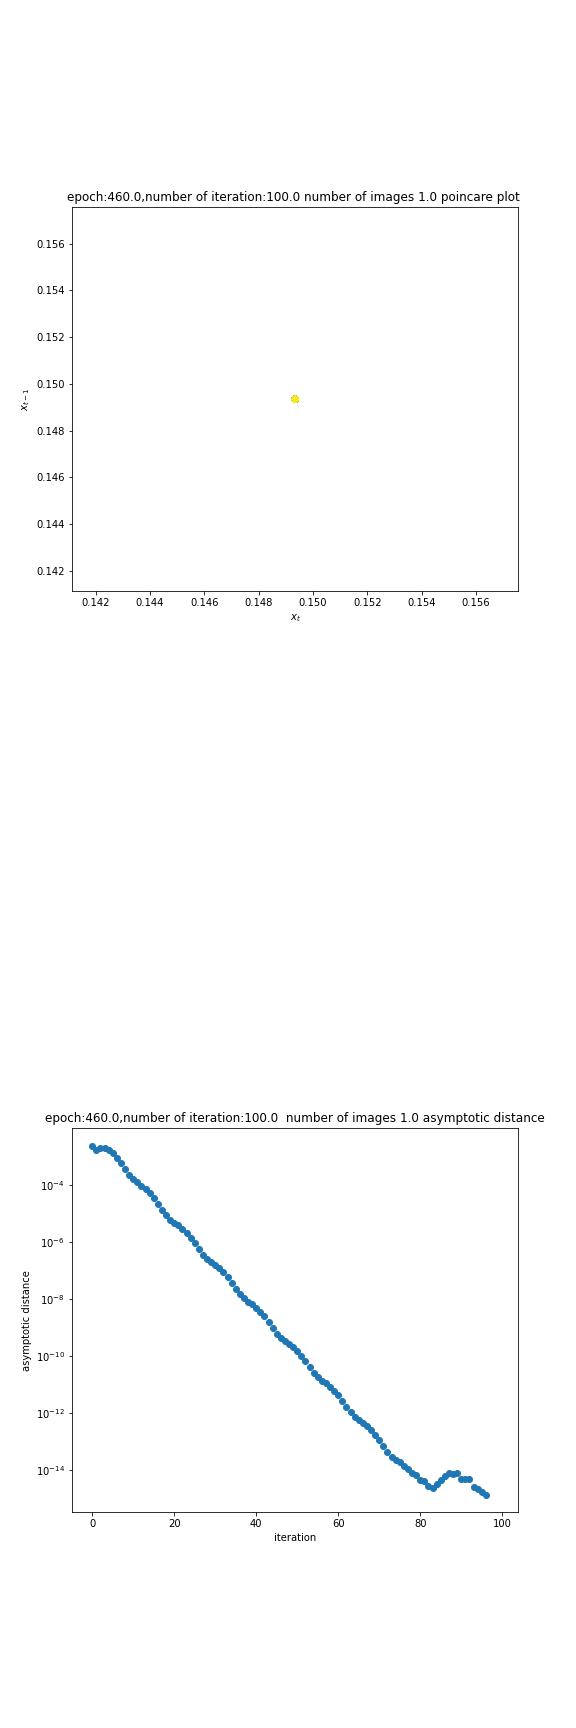 epoch:460.0,number of iteration:100.0 number of images 1.0 poincare plot
0.156
0.154
0.152
0.150
0.148
0.146
0.144
0.142
x_{t-1}
0.142 0.144 0.146 0.148 0.150 0.152 0.154 0.156
x_t
epoch:460.0,number of iteration:100.0  number of images 1.0 asymptotic distance
10^{-4}
10^{-6}
10^{-8}
10^{-10}
10^{-12}
10^{-14}
asymptotic distance
0 20 40 60 80 100
iteration